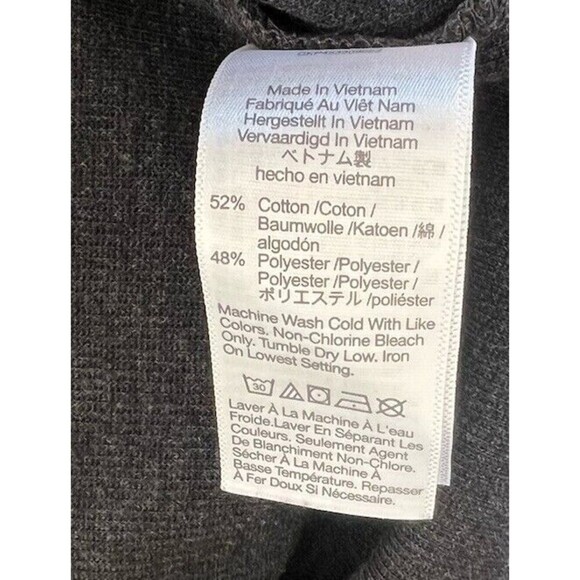 Made In Vietnam
Fabriqué Au Viêt Nam
Hergestellt In Vietnam
Vervaardigd In Vietnam
ベトナム製
hecho en vietnam
52% Cotton /Coton /
Baumwolle /Katoen /綿 /
algodón
48% Polyester /Polyester /
Polyester /Polyester /
ポリエステル /poliéster
Machine Wash Cold With Like
Colors. Non-Chlorine Bleach
Only. Tumble Dry Low. Iron
On Lowest Setting.
30
Laver À La Machine À L'eau
Froide.Laver En Séparant Les
Couleurs. Seulement Agent
De Blanchiment Non-Chlore.
Sécher À La Machine À
Basse Température. Repasser
À Fer Doux Si Nécessaire.